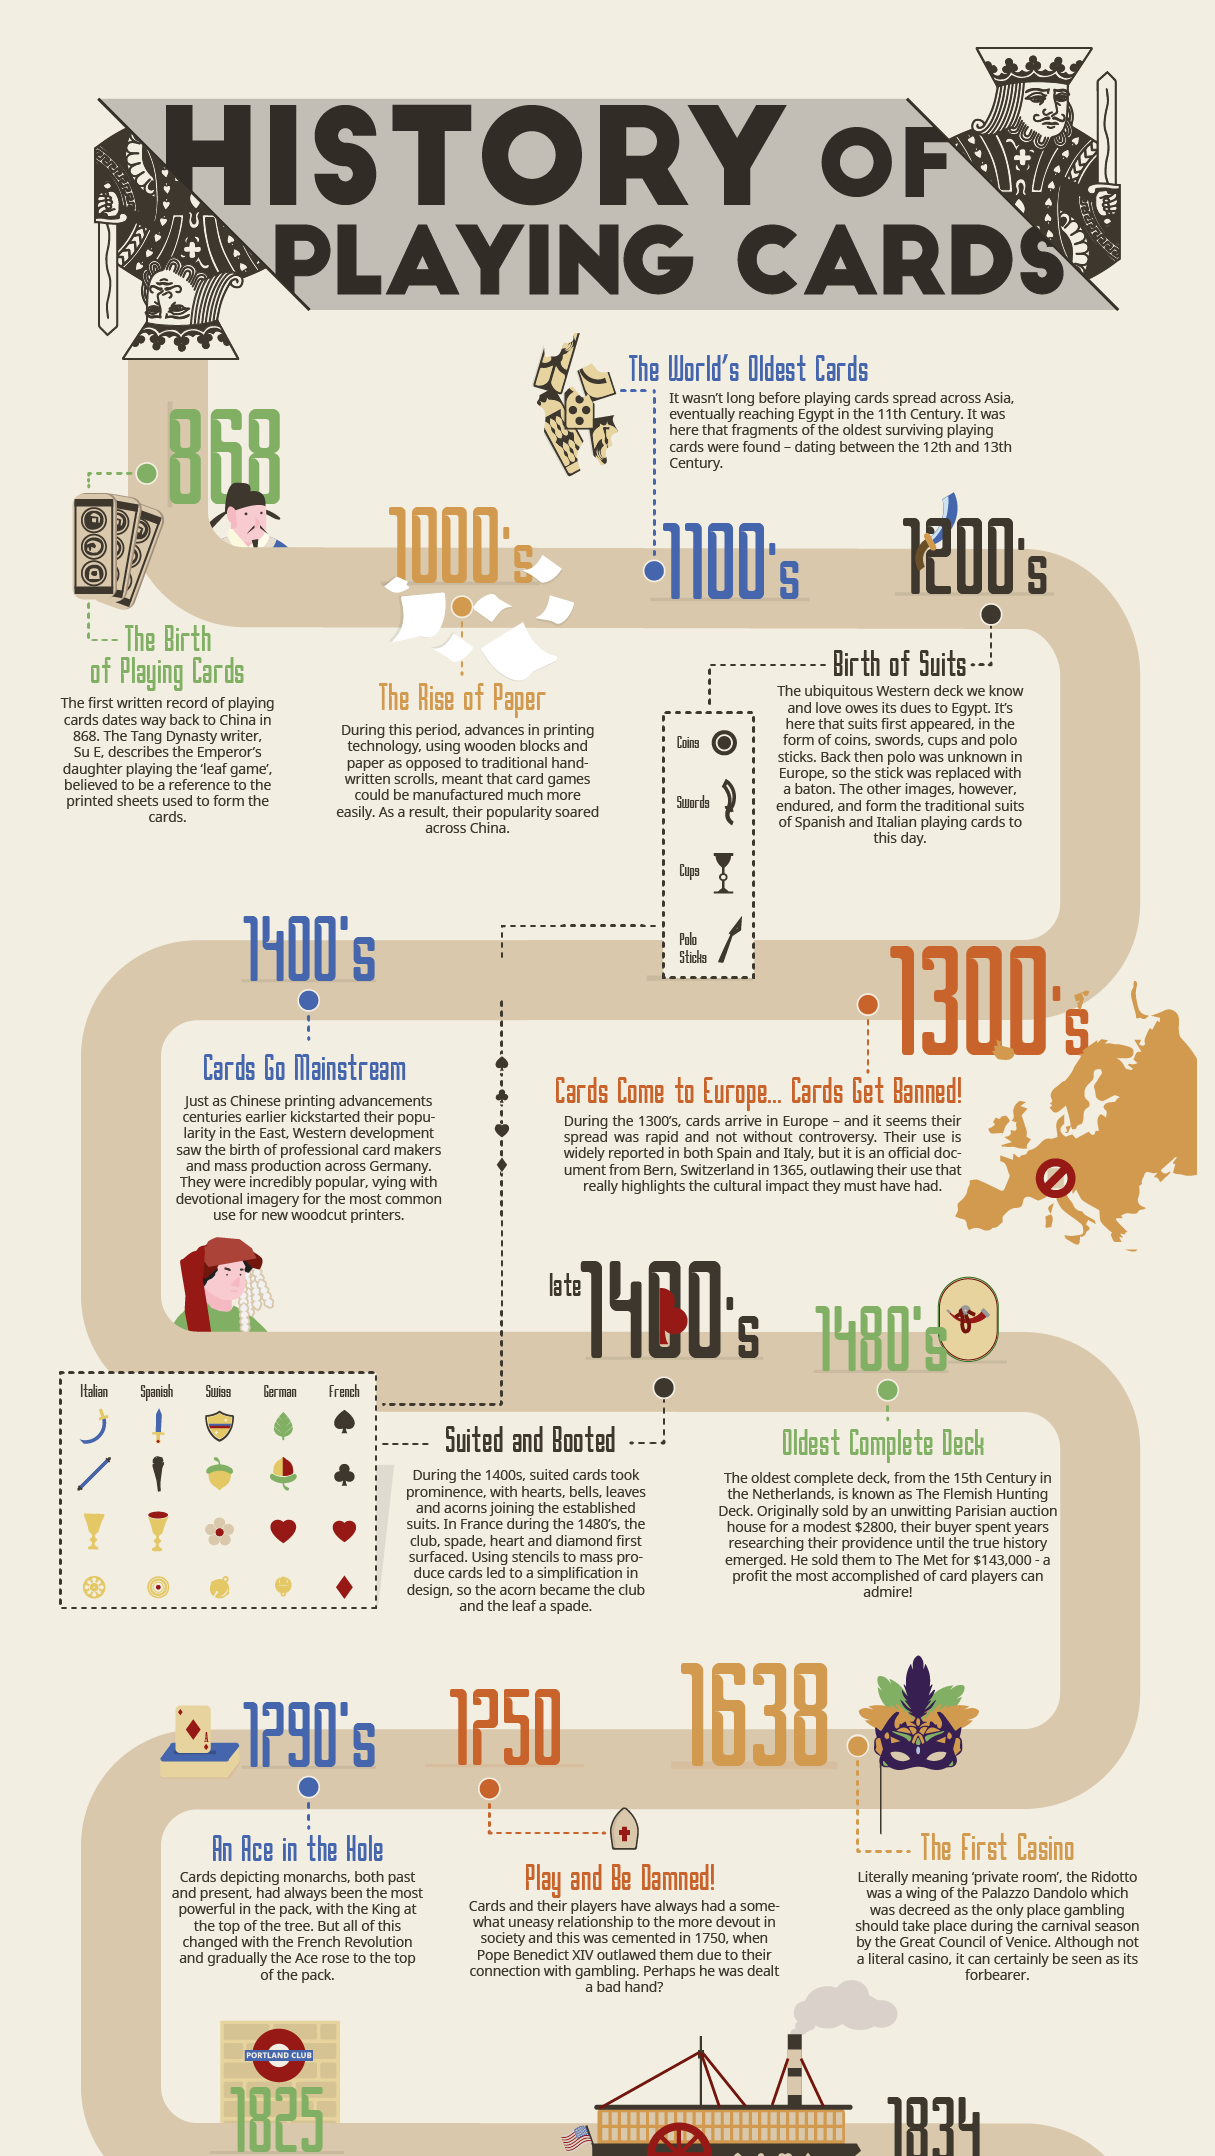 HISTORY OF
PLAYING CARDS
868
The Birth
of Playing Cards
The first written record of playing
cards dates way back to China in
868. The Tang Dynasty writer,
Su E, describes the Emperor's
daughter playing the 'leaf game',
believed to be a reference to the
printed sheets used to form the
cards.
1000's
The Rise of Paper
During this period, advances in printing
technology, using wooden blocks and
paper as opposed to traditional hand-
written scrolls, meant that card games
could be manufactured much more
easily. As a result, their popularity soared
across China.
The World's Oldest Cards
It wasn't long before playing cards spread across Asia,
eventually reaching Egypt in the 11th Century. It was
here that fragments of the oldest surviving playing
cards were found – dating between the 12th and 13th
Century.
1100's
1200's
Birth of Suits
The ubiquitous Western deck we know
and love owes its dues to Egypt. It's
here that suits first appeared, in the
form of coins, swords, cups and polo
sticks. Back then polo was unknown in
Europe, so the stick was replaced with
a baton. The other images, however,
endured, and form the traditional suits
of Spanish and Italian playing cards to
this day.
Coins
Swords
Cups
Polo
Sticks
1300's
Cards Come to Europe... Cards Get Banned!
During the 1300's, cards arrive in Europe – and it seems their
spread was rapid and not without controversy. Their use is
widely reported in both Spain and Italy, but it is an official doc-
ument from Bern, Switzerland in 1365, outlawing their use that
really highlights the cultural impact they must have had.
1400's
Cards Go Mainstream
Just as Chinese printing advancements
centuries earlier kickstarted their popu-
larity in the East, Western development
saw the birth of professional card makers
and mass production across Germany.
They were incredibly popular, vying with
devotional imagery for the most common
use for new woodcut printers.
late 1400's
Suited and Booted
During the 1400s, suited cards took
prominence, with hearts, bells, leaves
and acorns joining the established
suits. In France during the 1480's, the
club, spade, heart and diamond first
surfaced. Using stencils to mass pro-
duce cards led to a simplification in
design, so the acorn became the club
and the leaf a spade.
Italian Spanish Swiss German French
1480's
Oldest Complete Deck
The oldest complete deck, from the 15th Century in
the Netherlands, is known as The Flemish Hunting
Deck. Originally sold by an unwitting Parisian auction
house for a modest $2800, their buyer spent years
researching their providence until the true history
emerged. He sold them to The Met for $143,000 - a
profit the most accomplished of card players can
admire!
1638
The First Casino
Literally meaning 'private room', the Ridotto
was a wing of the Palazzo Dandolo which
was decreed as the only place gambling
should take place during the carnival season
by the Great Council of Venice. Although not
a literal casino, it can certainly be seen as its
forbearer.
1250
Play and Be Damned!
Cards and their players have always had a some-
what uneasy relationship to the more devout in
society and this was cemented in 1750, when
Pope Benedict XIV outlawed them due to their
connection with gambling. Perhaps he was dealt
a bad hand?
A
1290's
An Ace in the Hole
Cards depicting monarchs, both past
and present, had always been the most
powerful in the pack, with the King at
the top of the tree. But all of this
changed with the French Revolution
and gradually the Ace rose to the top
of the pack.
PORTLAND CLUB
1825
1834